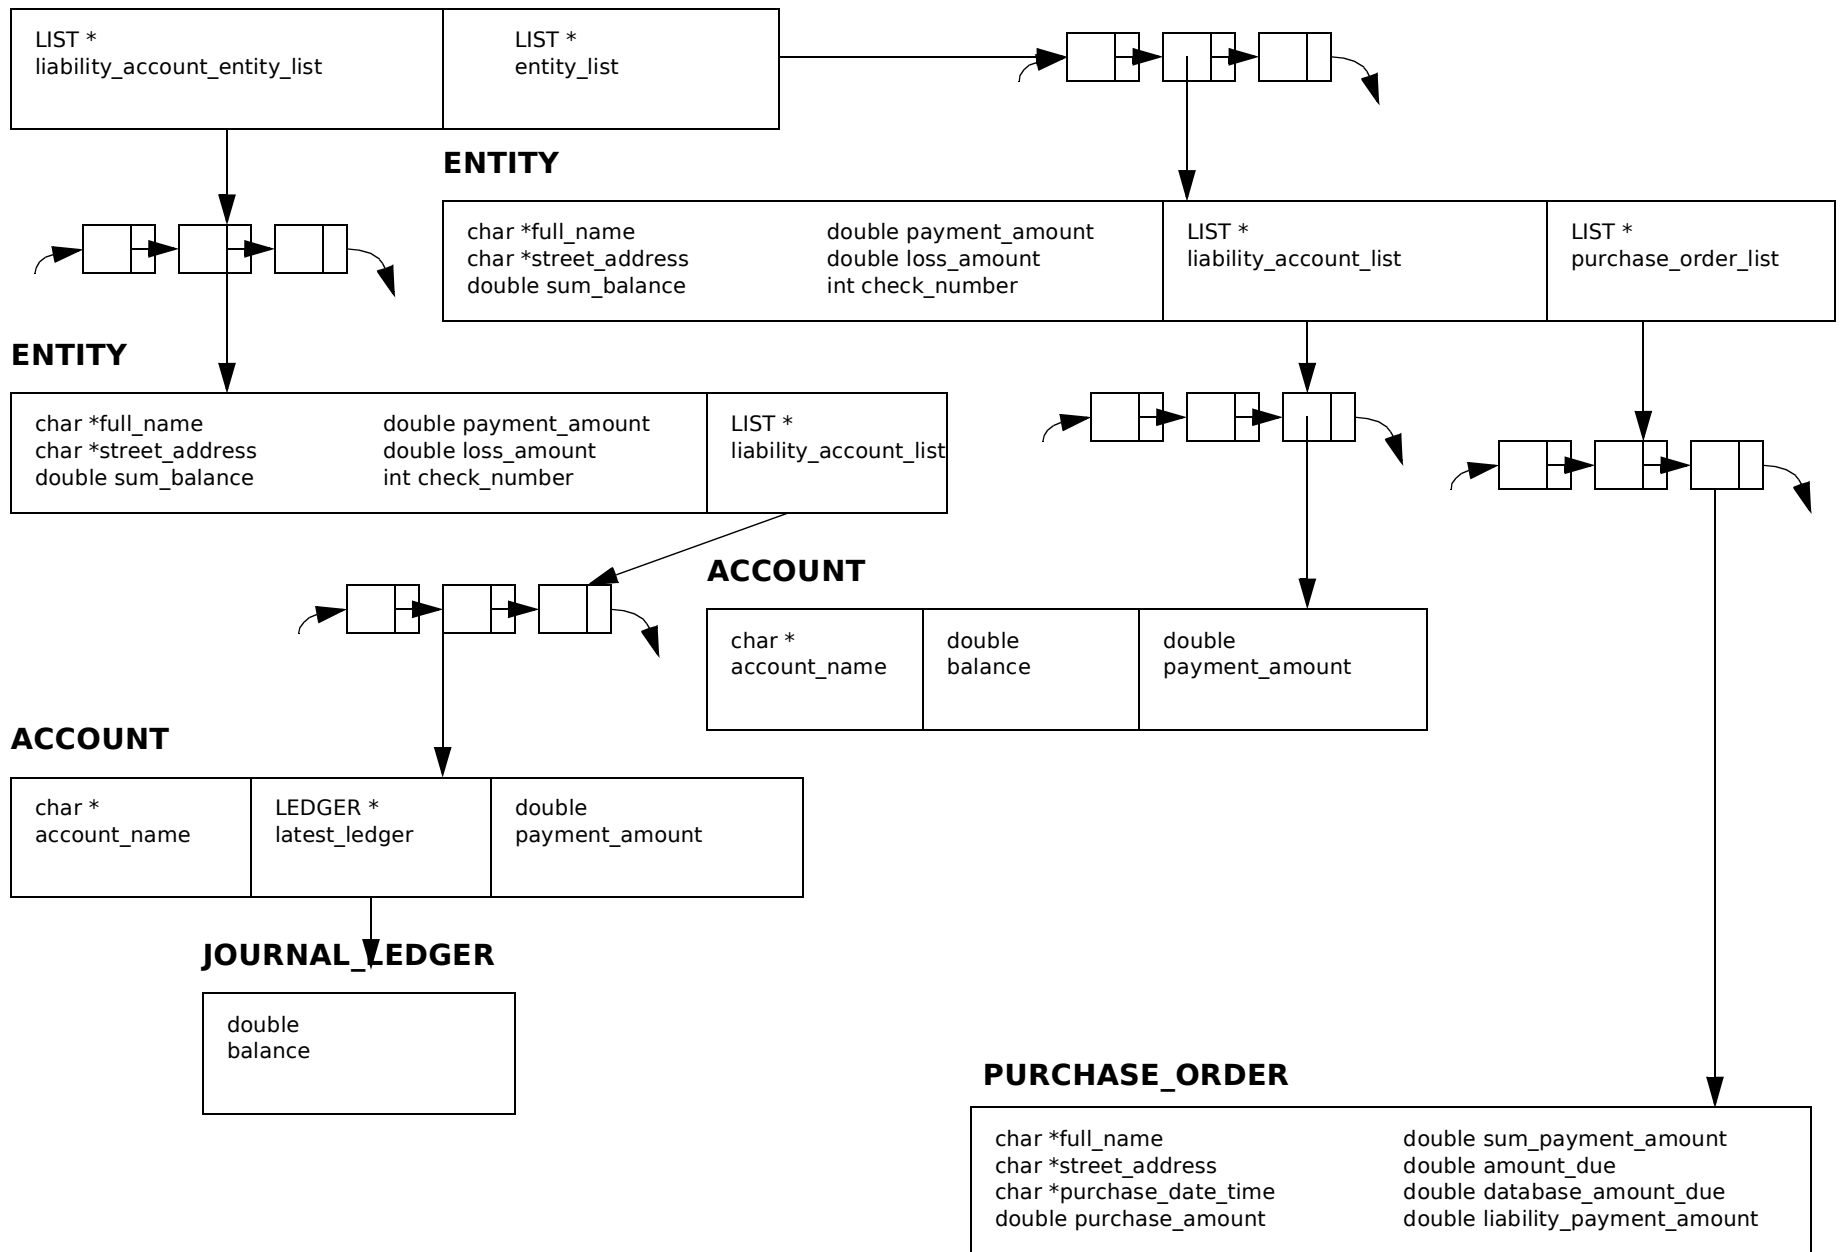 LIST *
liability_account_entity_list
LIST *
entity_list
ENTITY
char *full_name
char *street_address
double sum_balance
double payment_amount
double loss_amount
int check_number
LIST *
liability_account_list
LIST *
purchase_order_list
ENTITY
char *full_name
char *street_address
double sum_balance
double payment_amount
double loss_amount
int check_number
LIST *
liability_account_list
ACCOUNT
char *
account_name
double
balance
double
payment_amount
ACCOUNT
char *
account_name
LEDGER *
latest_ledger
double
payment_amount
JOURNAL_LEDGER
double
balance
PURCHASE_ORDER
char *full_name
char *street_address
char *purchase_date_time
double purchase_amount
double sum_payment_amount
double amount_due
double database_amount_due
double liability_payment_amount